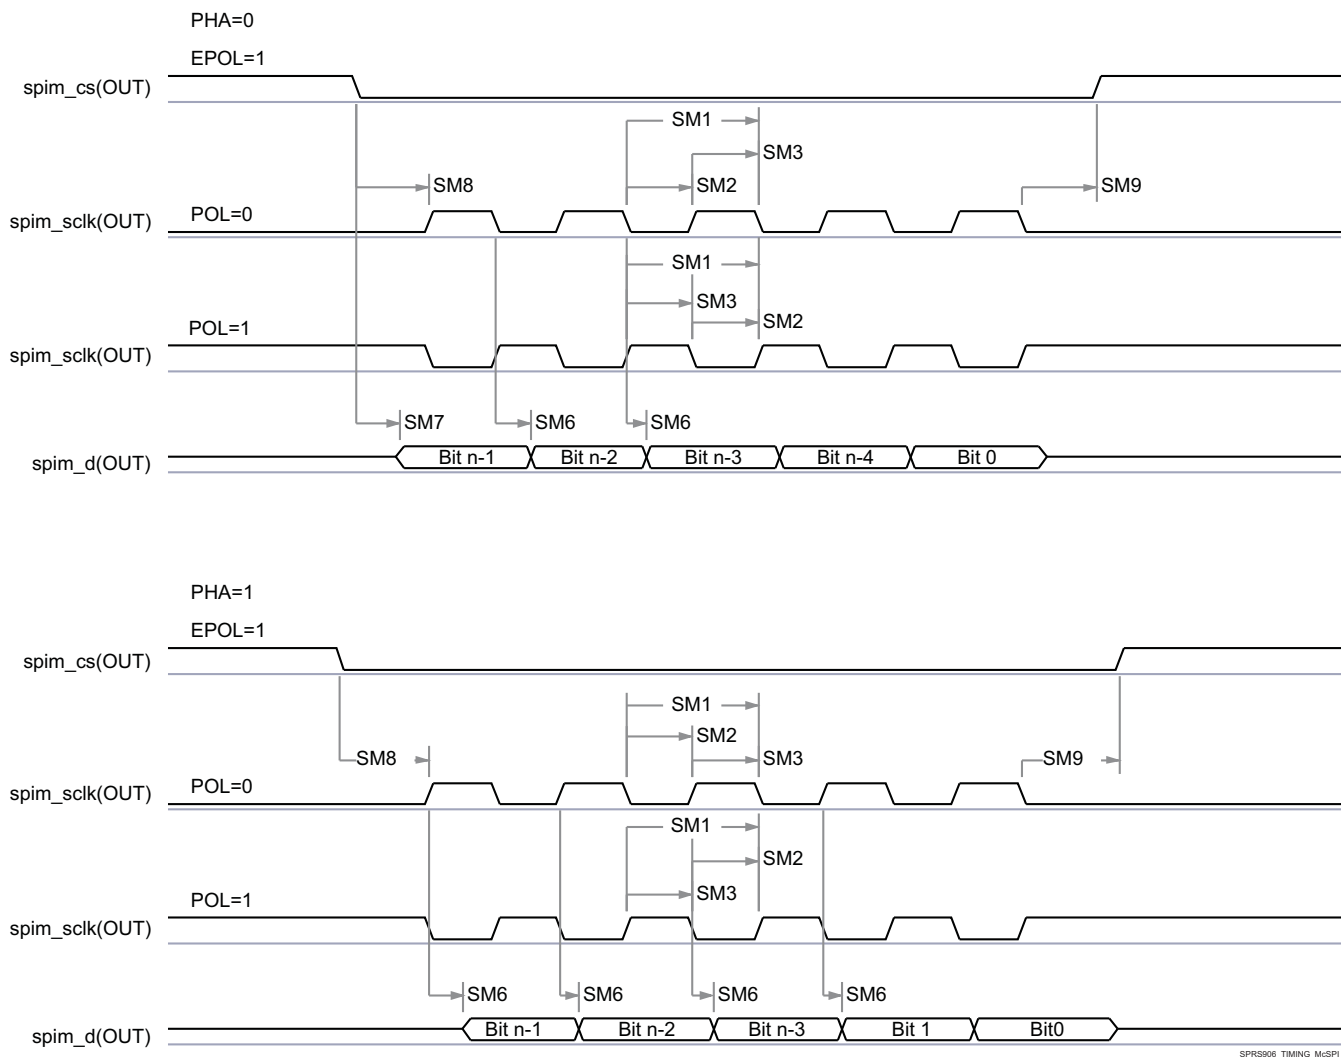 PHA=0
EPOL=1
spim_cs(OUT)
SM1
SM3
SM8
SM2
SM9
POL=0
spim_sclk(OUT)
SM1
SM3
SM2
POL=1
spim_sclk(OUT)
SM7
SM6
SM6
spim_d(OUT)
Bit n-1
Bit n-2
Bit n-3
Bit n-4
Bit 0
PHA=1
EPOL=1
spim_cs(OUT)
SM1
SM2
SM8
SM3
SM9
POL=0
spim_sclk(OUT)
SM1
SM2
SM3
POL=1
spim_sclk(OUT)
SM6
SM6
SM6
SM6
spim_d(OUT)
Bit n-1
Bit n-2
Bit n-3
Bit 1
Bit0
SPRS906_TIMING_McSPI